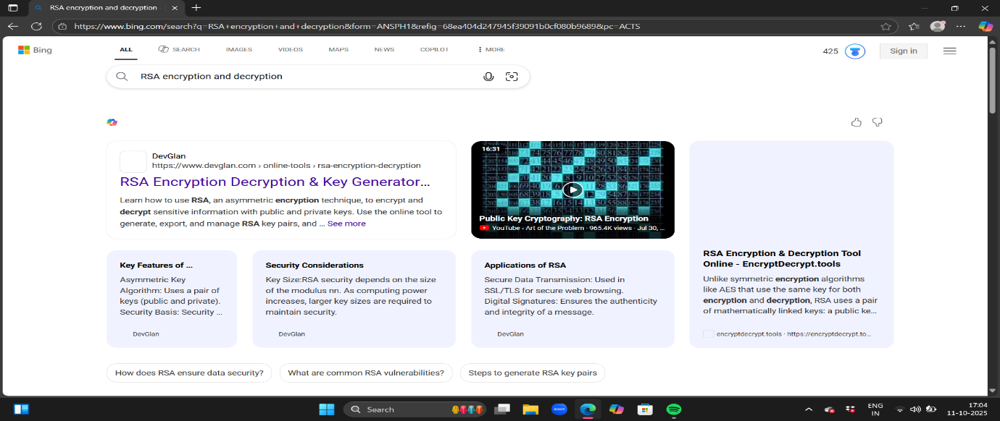 RSA encryption and decryption -
https://www.bing.com/search?q=RSA+encryption+and+decryption&form=ANSPH1&refig=68ea404d247945f39091b0cf080b9689&pc=ACTS
Bing
ALL SEARCH IMAGES VIDEOS MAPS NEWS COPILOT MORE
425 Sign in
RSA encryption and decryption
DevGlan
https://www.devglan.com › online-tools › rsa-encryption-decryption
RSA Encryption Decryption & Key Generator...
Learn how to use RSA, an asymmetric encryption technique, to encrypt and
decrypt sensitive information with public and private keys. Use the online tool to
generate, export, and manage RSA key pairs, and ... See more
16:31
Public Key Cryptography: RSA Encryption
YouTube · Art of the Problem · 965.4K views · Jul 30, ...
RSA Encryption & Decryption Tool
Online - EncryptDecrypt.tools
Unlike symmetric encryption algorithms
like AES that use the same key for both
encryption and decryption, RSA uses a pair
of mathematically linked keys: a public ke...
encryptdecrypt.tools · https://encryptdecrypt.to...
Key Features of ...
Asymmetric Key
Algorithm: Uses a pair of
keys (public and private).
Security Basis: Security ...
DevGlan
Security Considerations
Key Size:RSA security depends on the size
of the modulus nn. As computing power
increases, larger key sizes are required to
maintain security.
DevGlan
Applications of RSA
Secure Data Transmission: Used in
SSL/TLS for secure web browsing.
Digital Signatures: Ensures the authenticity
and integrity of a message.
DevGlan
How does RSA ensure data security?
What are common RSA vulnerabilities?
Steps to generate RSA key pairs
Search
zoom
ENG
IN
17:04
11-10-2025